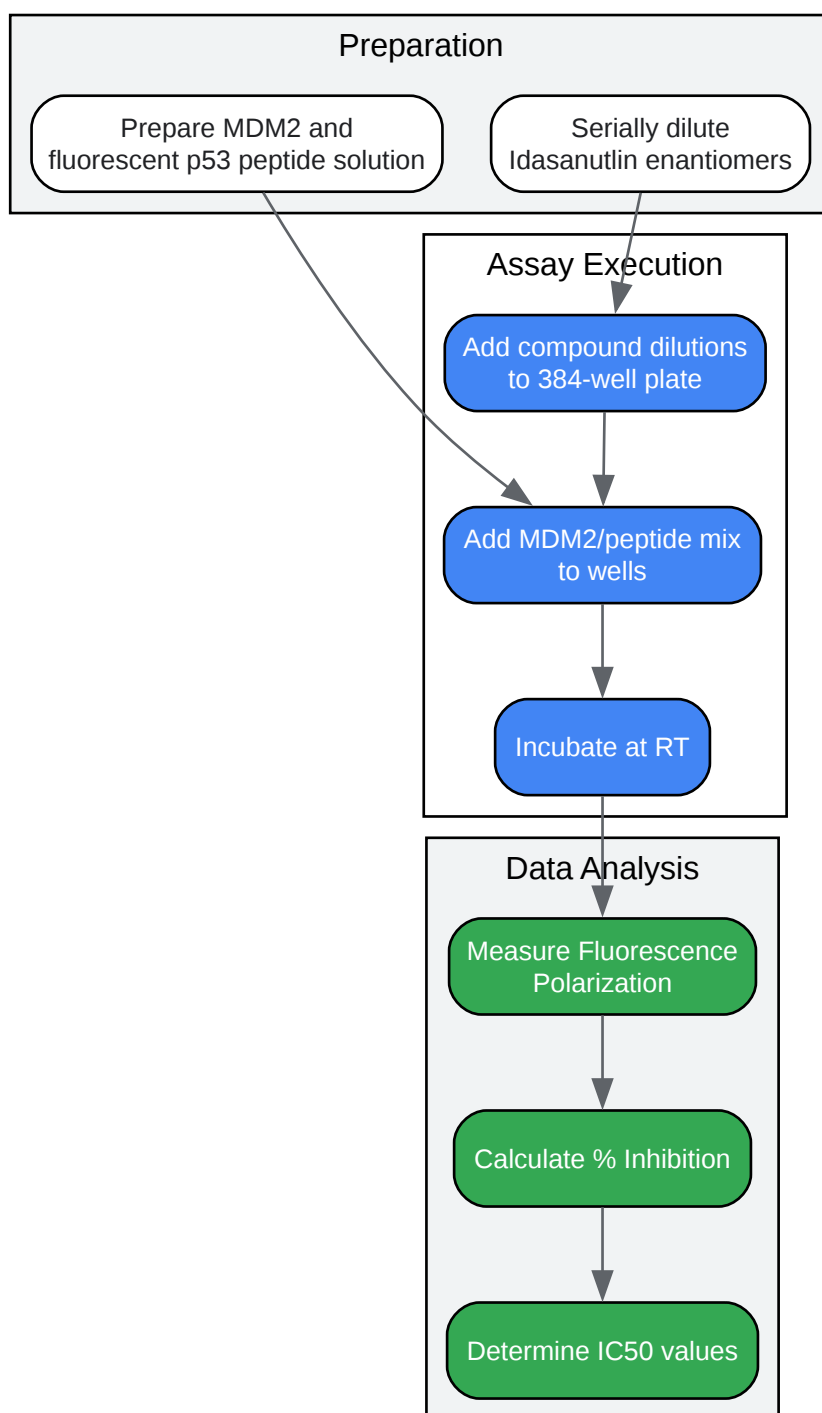 Preparation
Prepare MDM2 and
fluorescent p53 peptide solution
Serially dilute
Idasanutlin enantiomers
Assay Execution
Add compound dilutions
to 384-well plate
Add MDM2/peptide mix
to wells
Incubate at RT
Data Analysis
Measure Fluorescence
Polarization
Calculate % Inhibition
Determine IC50 values